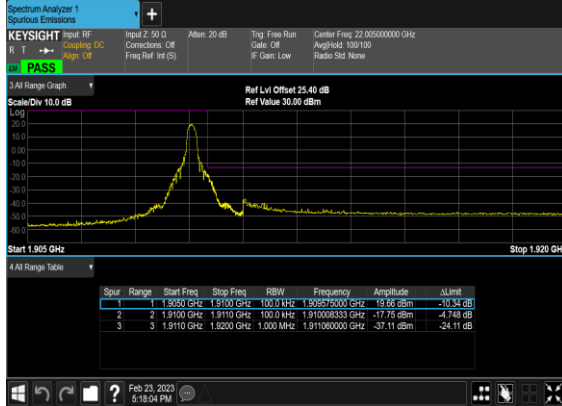 Spectrum Analyzer 1
Spurious Emissions
+
KEYSIGHT Input: RF Input Z: 50 Ω Atten: 20 dB Trig: Free Run Center Freq: 22.005000000 GHz
R T Coupling: DC Corrections: Off Gate: Off Avg|Hold: 100/100
Align: Off Freq Ref: Int (S) IF Gain: Low Radio Std: None
PASS
3 All Range Graph
Ref Lvl Offset 25.40 dB
Scale/Div 10.0 dB Ref Value 30.00 dBm
Log
20.0
10.0
0.00
-10.0
-20.0
-30.0
-40.0
-50.0
-60.0
Start 1.905 GHz Stop 1.920 GH
4 All Range Table
Spur Range Start Freq Stop Freq RBW Frequency Amplitude ΔLimit
1 1 1.9050 GHz 1.9100 GHz 100.0 kHz 1.909575000 GHz 19.66 dBm -10.34 dB
2 2 1.9100 GHz 1.9110 GHz 100.0 kHz 1.910008333 GHz -17.75 dBm -4.748 dB
3 3 1.9110 GHz 1.9200 GHz 1.000 MHz 1.911060000 GHz -37.11 dBm -24.11 dB
? Feb 23, 2023
5:18:04 PM